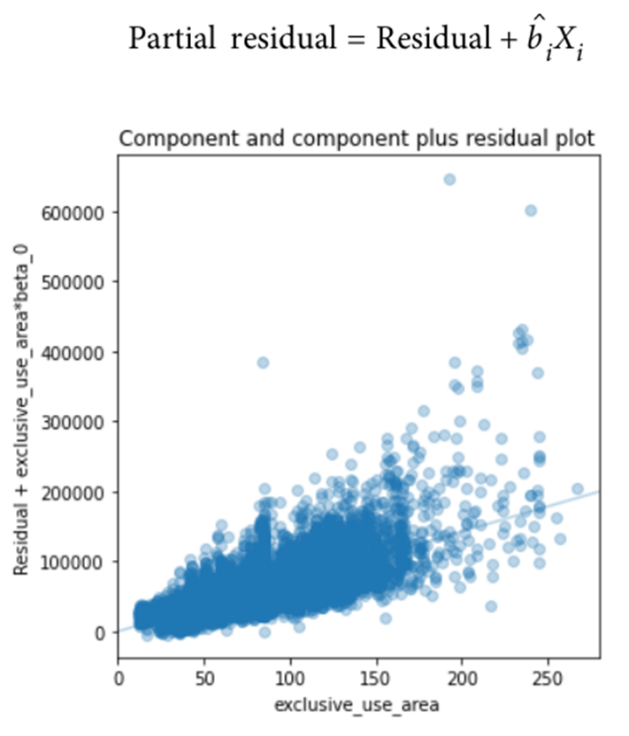 Partial residual = Residual + b̂ᵢXᵢ
Component and component plus residual plot
600000
500000
400000
300000
200000
100000
0
Residual + exclusive_use_area*beta_0
0 50 100 150 200 250
exclusive_use_area